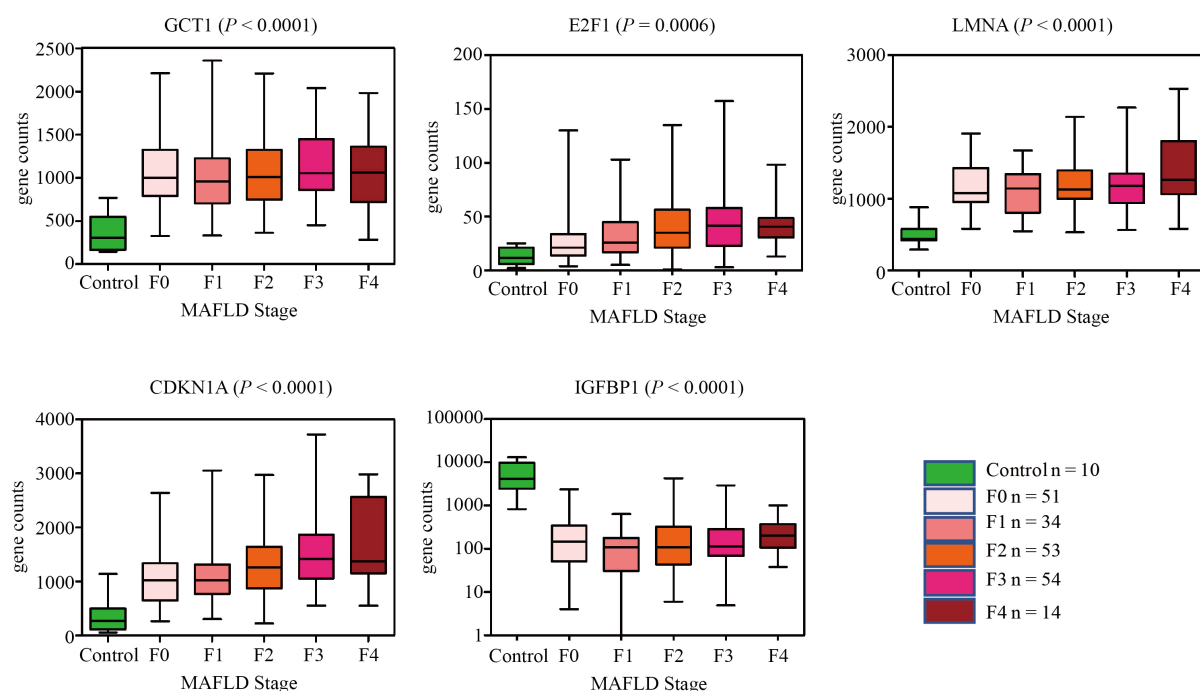 GCT1 (P < 0.0001)
gene counts
2500
2000
1500
1000
500
0
Control F0 F1 F2 F3 F4
MAFLD Stage
E2F1 (P = 0.0006)
gene counts
200
150
100
50
0
Control F0 F1 F2 F3 F4
MAFLD Stage
LMNA (P < 0.0001)
gene counts
3000
2000
1000
0
Control F0 F1 F2 F3 F4
MAFLD Stage
CDKN1A (P < 0.0001)
gene counts
4000
3000
2000
1000
0
Control F0 F1 F2 F3 F4
MAFLD Stage
IGFBP1 (P < 0.0001)
gene counts
100000
10000
1000
100
10
1
Control F0 F1 F2 F3 F4
MAFLD Stage
Control n = 10
F0 n = 51
F1 n = 34
F2 n = 53
F3 n = 54
F4 n = 14